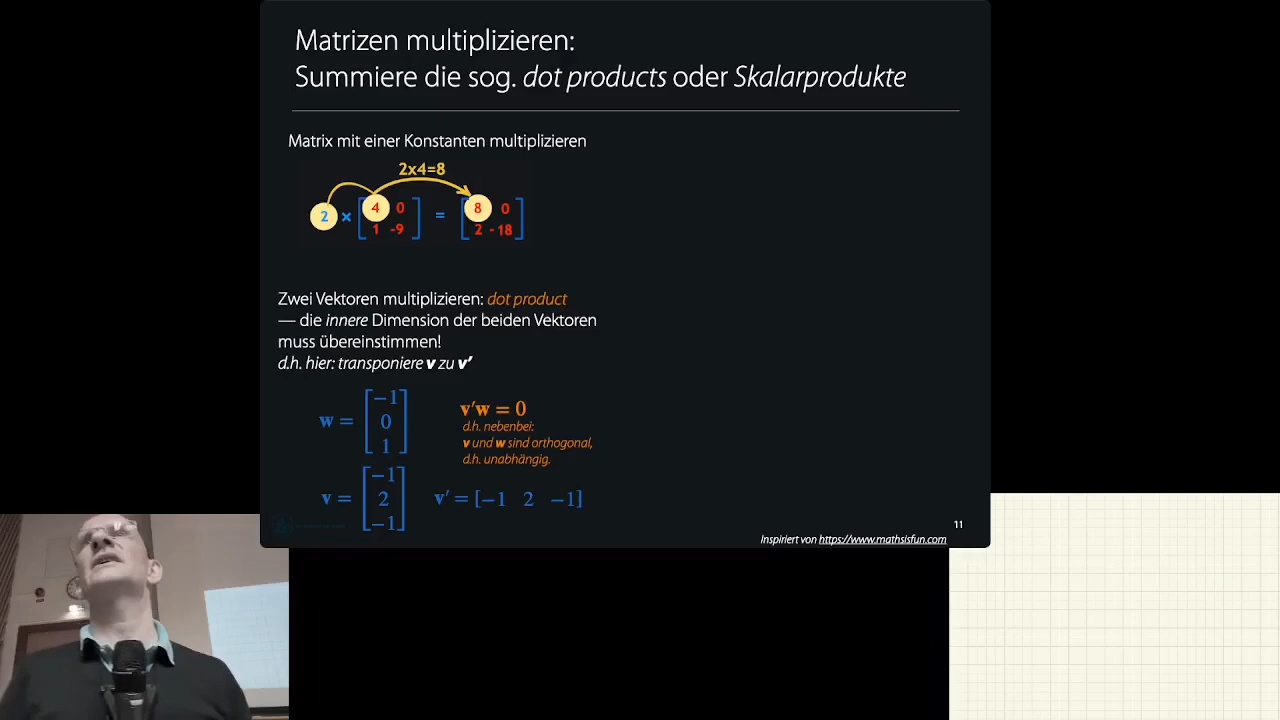 Matrizen multiplizieren:
Summiere die sog. dot products oder Skalarprodukte
Matrix mit einer Konstanten multiplizieren
2x4=8
2 × [ 4 0 ] = [ 8 0 ]
1 -9 2 -18
Zwei Vektoren multiplizieren: dot product
— die innere Dimension der beiden Vektoren
muss übereinstimmen!
d.h. hier: transponiere v zu v’
w = [ −1
0
1 ]
v′w = 0
d.h. nebenbei:
v und w sind orthogonal,
d.h. unabhängig.
v = [ −1
2
−1 ]
v′ = [−1 2 −1]
11
Inspiriert von https://www.mathsisfun.com